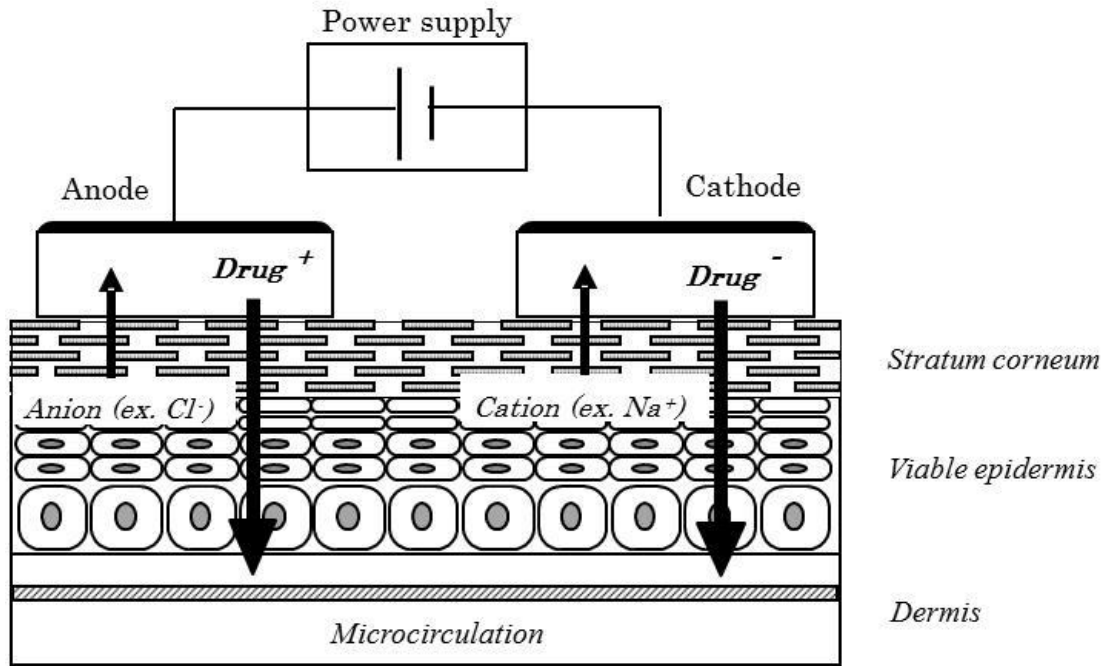 Power supply
Anode
Cathode
Drug +
Drug -
Stratum corneum
Anion (ex. Cl-)
Cation (ex. Na+)
Viable epidermis
Dermis
Microcirculation